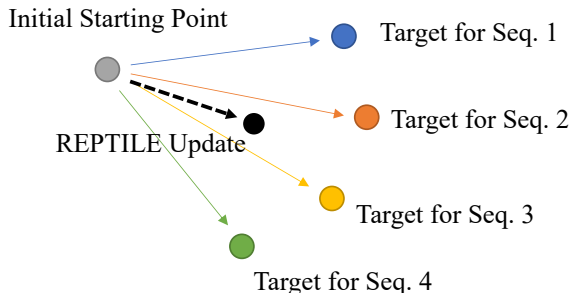 Initial Starting Point
Target for Seq. 1
Target for Seq. 2
REPTILE Update
Target for Seq. 3
Target for Seq. 4